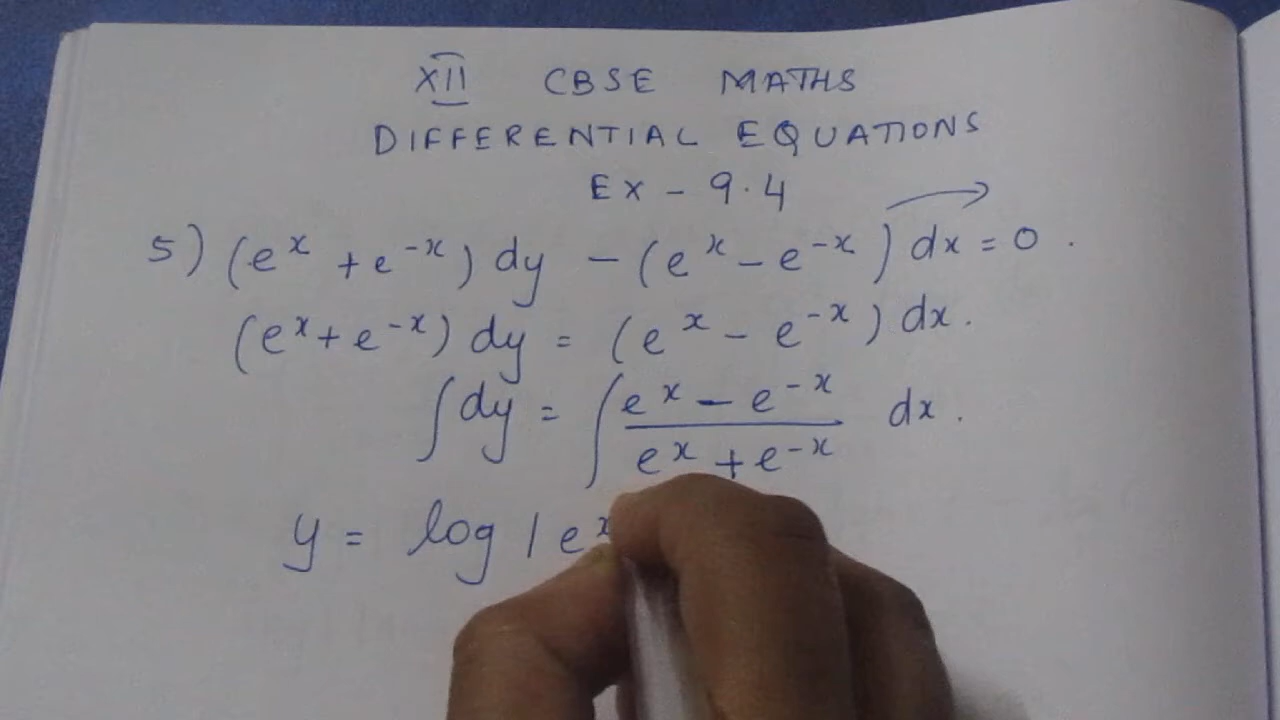 XII CBSE MATHS
DIFFERENTIAL EQUATIONS
EX - 9.4
5) (e^x + e^-x) dy - (e^x - e^-x) dx = 0.
(e^x + e^-x) dy = (e^x - e^-x) dx.
∫dy = ∫ (e^x - e^-x)/(e^x + e^-x) dx.
y = log |e^x